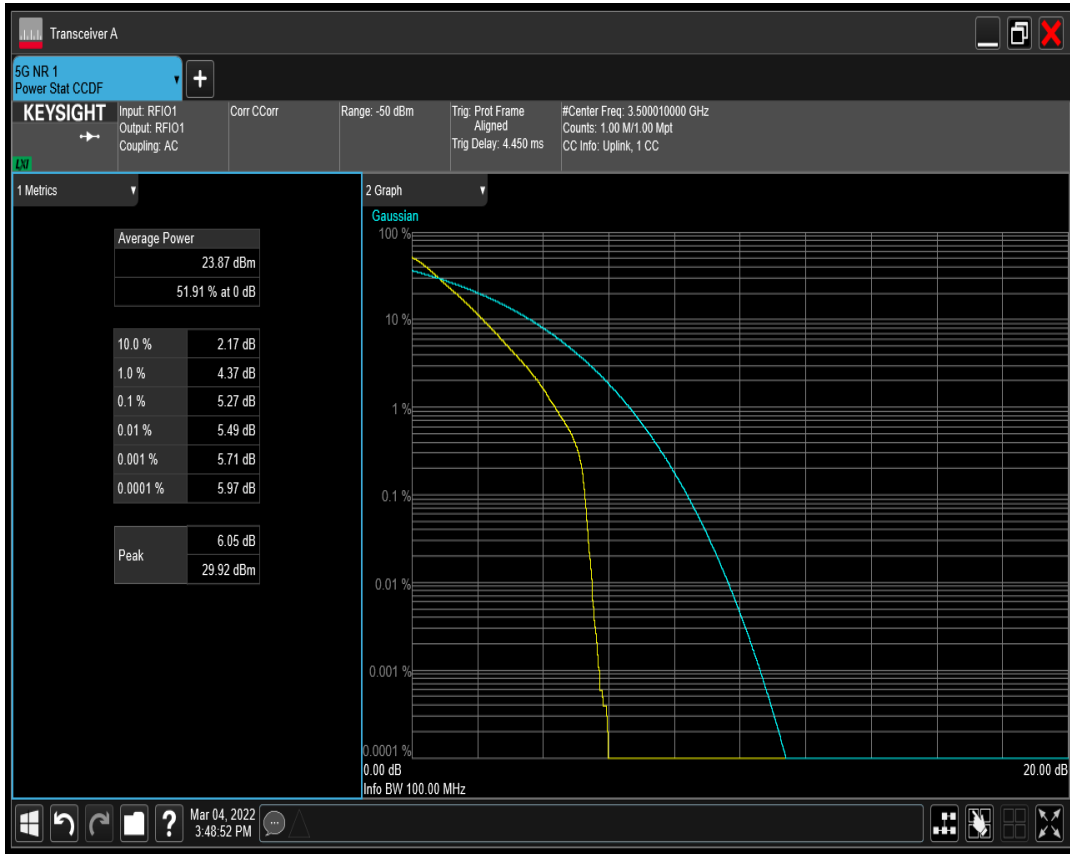 Transceiver A
5G NR 1
Power Stat CCDF
+
KEYSIGHT
LXI
Input: RFIO1
Output: RFIO1
Coupling: AC
Corr CCorr
Range: -50 dBm
Trig: Prot Frame
Aligned
Trig Delay: 4.450 ms
#Center Freq: 3.500010000 GHz
Counts: 1.00 M/1.00 Mpt
CC Info: Uplink, 1 CC
1 Metrics
Average Power
23.87 dBm
51.91 % at 0 dB
10.0 % 2.17 dB
1.0 % 4.37 dB
0.1 % 5.27 dB
0.01 % 5.49 dB
0.001 % 5.71 dB
0.0001 % 5.97 dB
Peak
6.05 dB
29.92 dBm
2 Graph
Gaussian
100 %
10 %
1 %
0.1 %
0.01 %
0.001 %
0.0001 %
0.00 dB 20.00 dB
Info BW 100.00 MHz
?
Mar 04, 2022
3:48:52 PM